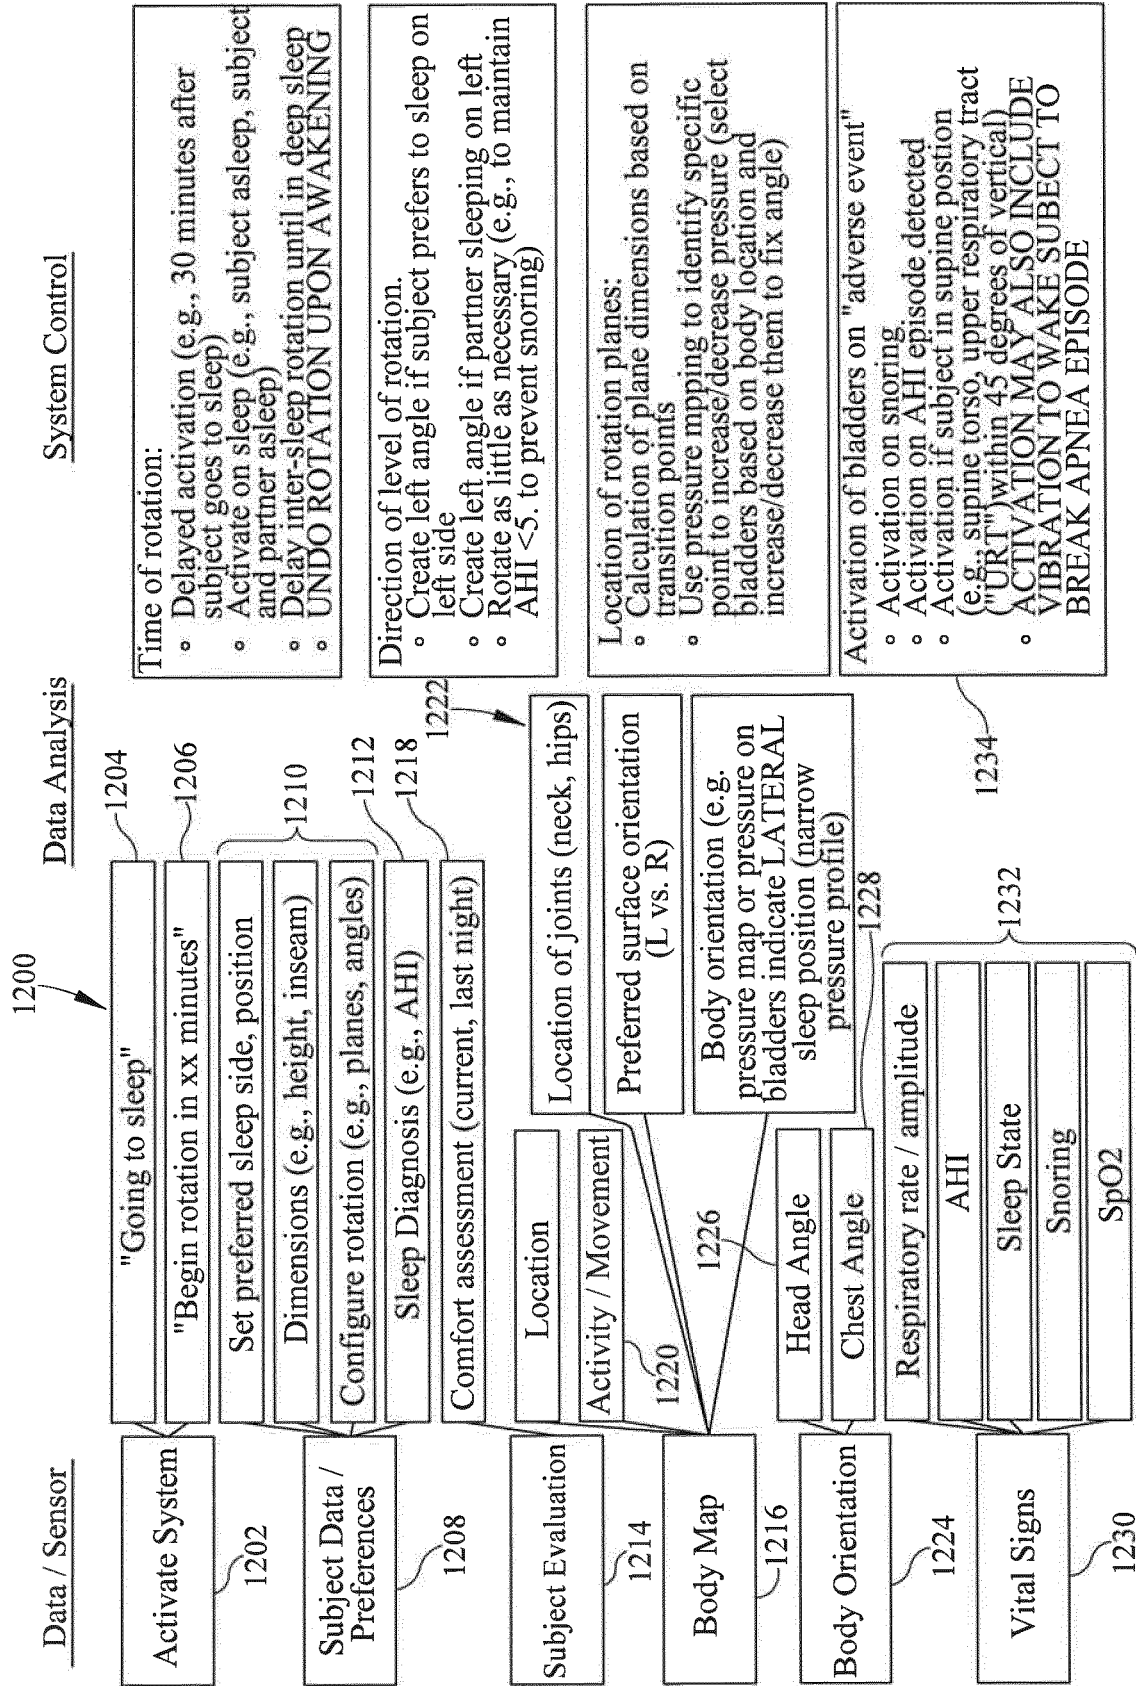 1200
Data / Sensor
Data Analysis
System Control
Activate System
1202
"Going to sleep"
1204
"Begin rotation in xx minutes"
1206
Subject Data /
Preferences
1208
Set preferred sleep side, position
Dimensions (e.g., height, inseam)
Configure rotation (e.g., planes, angles)
1210
Sleep Diagnosis (e.g., AHI)
1212
Subject Evaluation
1214
Comfort assessment (current, last night)
1218
Body Map
1216
Location
Activity / Movement
1220
1222
Location of joints (neck, hips)
Preferred surface orientation
(L vs. R)
Body orientation (e.g.
pressure map or pressure on
bladders indicate LATERAL
sleep position (narrow
pressure profile)
Body Orientation
1224
Head Angle
1226
Chest Angle
1228
Vital Signs
1230
Respiratory rate / amplitude
AHI
Sleep State
Snoring
SpO2
1232
Time of rotation:
∘ Delayed activation (e.g., 30 minutes after
subject goes to sleep)
∘ Activate on sleep (e.g., subject asleep, subject
and partner asleep)
∘ Delay inter-sleep rotation until in deep sleep
∘ UNDO ROTATION UPON AWAKENING
Direction of level of rotation.
∘ Create left angle if subject prefers to sleep on
left side
∘ Create left angle if partner sleeping on left
∘ Rotate as little as necessary (e.g., to maintain
AHI <5. to prevent snoring)
Location of rotation planes:
∘ Calculation of plane dimensions based on
transition points
∘ Use pressure mpping to identify specific
point to increase/decrease pressure (select
bladders based on body location and
increase/decrease them to fix angle)
Activation of bladders on "adverse event"
∘ Activation on snoring
∘ Activation on AHI episode detected
∘ Activation if subject in supine postion
(e.g., supine torso, upper respiratory tract
("URT")within 45 degrees of vertical)
∘ ACTIVATION MAY ALSO INCLUDE
VIBRATION TO WAKE SUBECT TO
BREAK APNEA EPISODE
1234